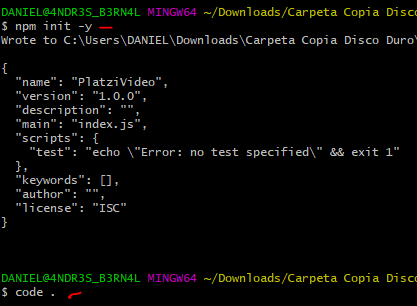 DANIEL@4NDR3S_B3RN4L MINGW64 ~/Downloads/Carpeta Copia Disco
$ npm init -y
Wrote to C:\Users\DANIEL\Downloads\Carpeta Copia Disco Duro\
{
  "name": "PlatziVideo",
  "version": "1.0.0",
  "description": "",
  "main": "index.js",
  "scripts": {
    "test": "echo \"Error: no test specified\" && exit 1"
  },
  "keywords": [],
  "author": "",
  "license": "ISC"
}
DANIEL@4NDR3S_B3RN4L MINGW64 ~/Downloads/Carpeta Copia Disco
$ code .